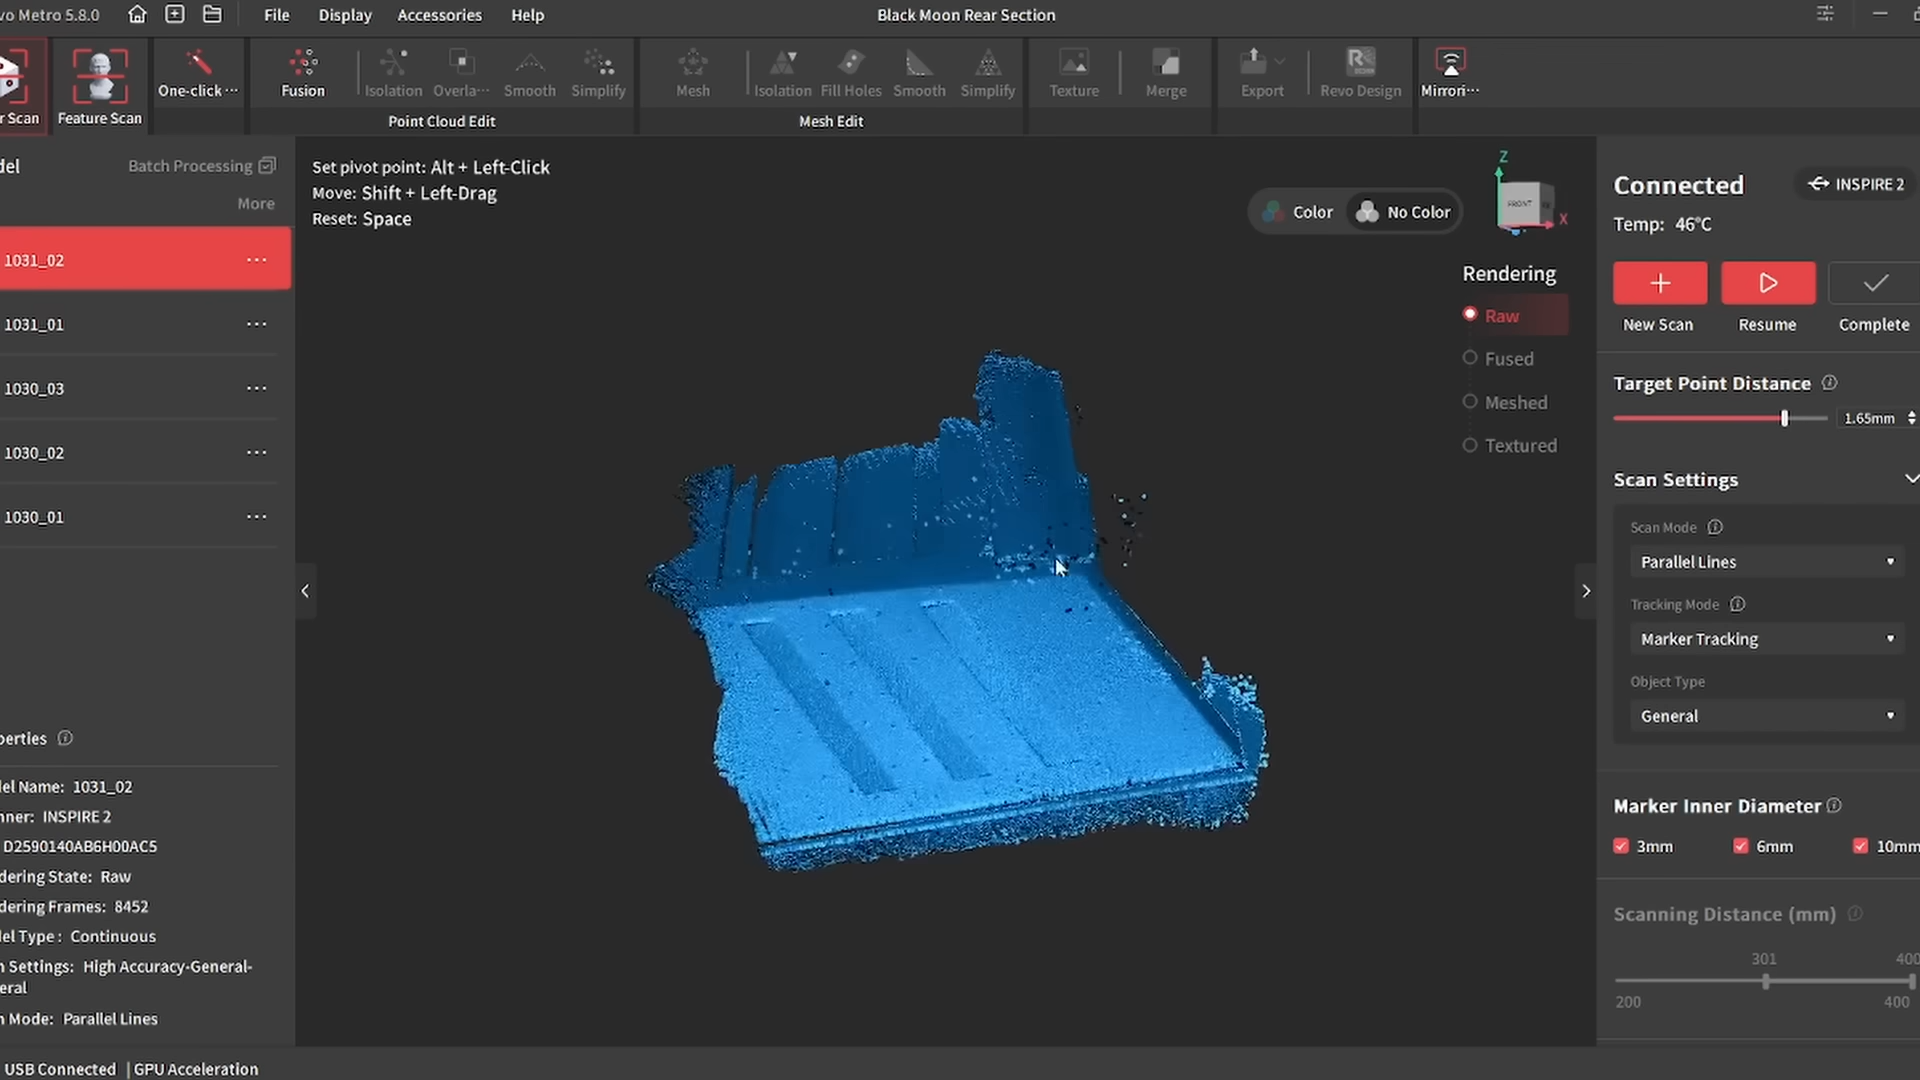 vo Metro 5.8.0
File
Display
Accessories
Help
Black Moon Rear Section
r Scan
Feature Scan
One-click ···
Fusion
Isolation
Overla···
Smooth
Simplify
Point Cloud Edit
Mesh
Isolation
Fill Holes
Smooth
Simplify
Mesh Edit
Texture
Merge
Export
Revo Design
Mirrori···
del
Batch Processing
More
1031_02
1031_01
1030_03
1030_02
1030_01
perties
del Name: 1031_02
nner: INSPIRE 2
D2590140AB6H00AC5
dering State: Raw
dering Frames: 8452
del Type : Continuous
n Settings: High Accuracy-General-
eral
n Mode: Parallel Lines
USB Connected | GPU Acceleration
Set pivot point: Alt + Left-Click
Move: Shift + Left-Drag
Reset: Space
Color
No Color
Z
FRONT
X
Rendering
Raw
Fused
Meshed
Textured
Connected
INSPIRE 2
Temp: 46°C
New Scan
Resume
Complete
Target Point Distance
1.65mm
Scan Settings
Scan Mode
Parallel Lines
Tracking Mode
Marker Tracking
Object Type
General
Marker Inner Diameter
3mm
6mm
10mm
Scanning Distance (mm)
301
400
200
400